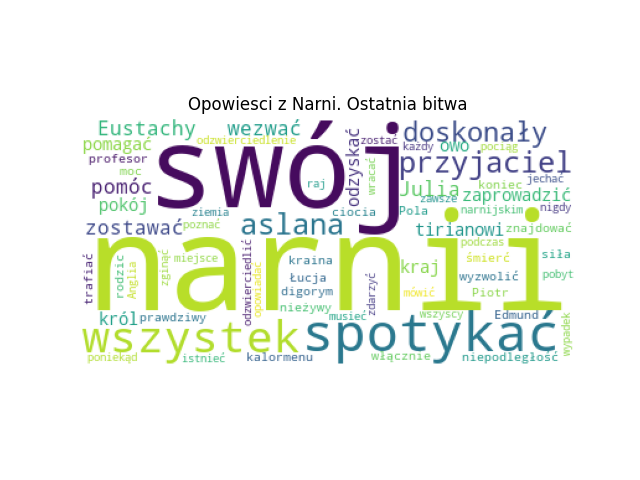 Opowiesci z Narni. Ostatnia bitwa
Eustachy wezwać swój zostać doskonały
pomagać odzwierciedlenie każdy owo pociąg
profesor odzyskać wracać przyjaciel
moc raj jechać
pomóc Julja zawsze koniec zaprowadzić
pokój ziemia ciocia Pola narnijskim nigdy
zostawać poznać aslana tirianowi znajdować
narnii podczas
trafiać rodzic Anglia zginąć miejsce odzwierciedlić opowiadać kraina kraj śmierć siła
Łucja wyzwolić pobyt
digorym zdarzyć mówić Piotr
król prawdziwy nieżywy musieć wszyscy Edmund
wszystek spotykać wypadek
poniekąd istnieć kalormenu włącznie niepodległość